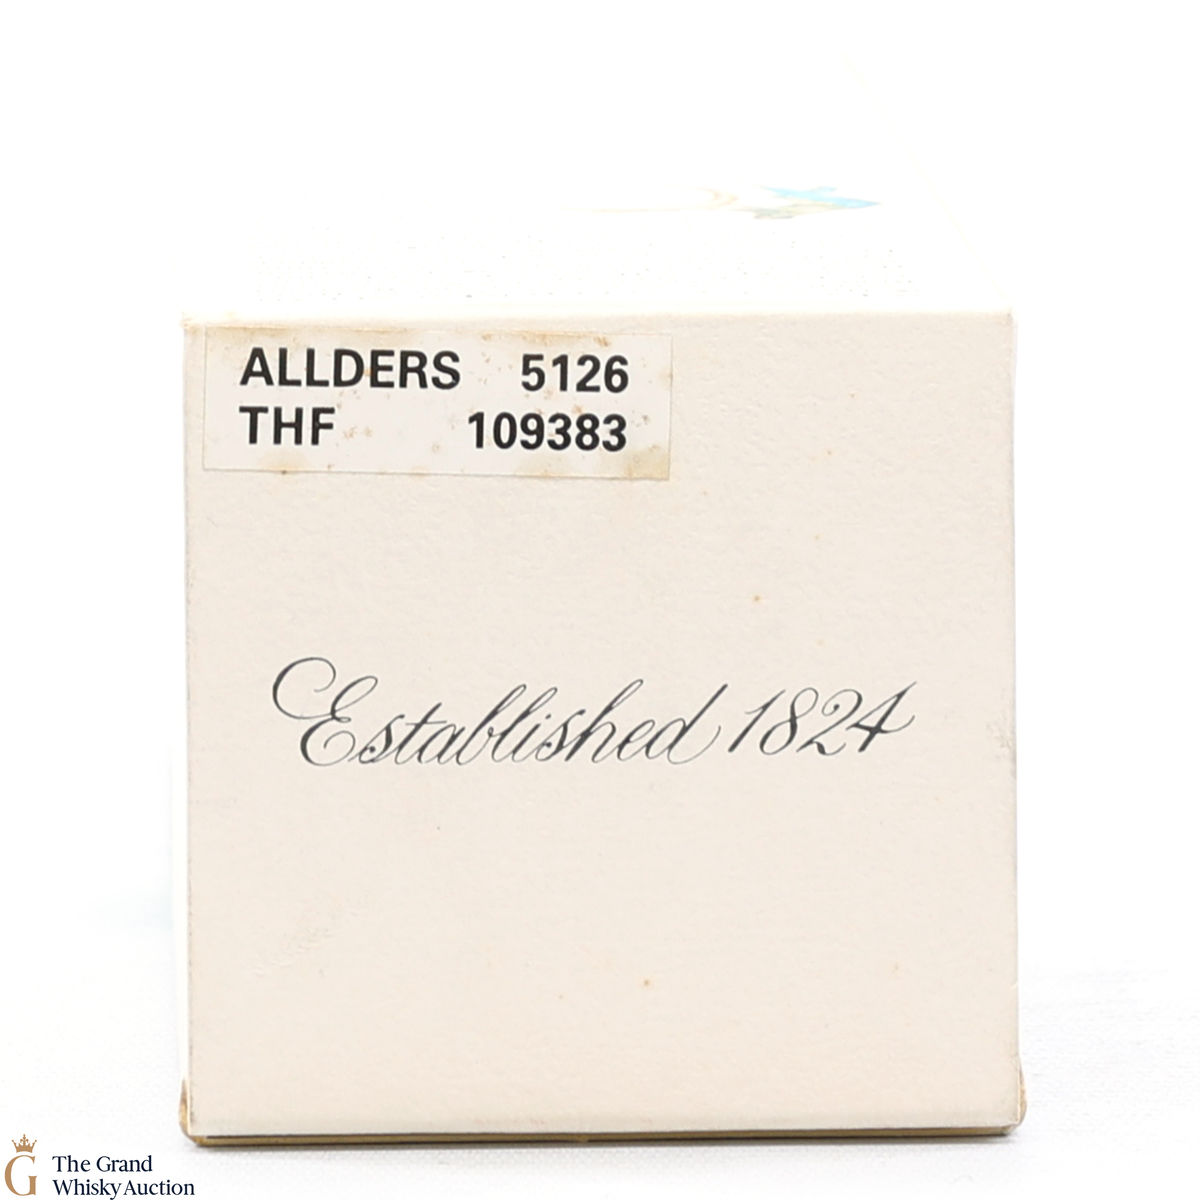 ALLDERS 5126
THF 109383
Established 1824
G The Grand
Whisky Auction